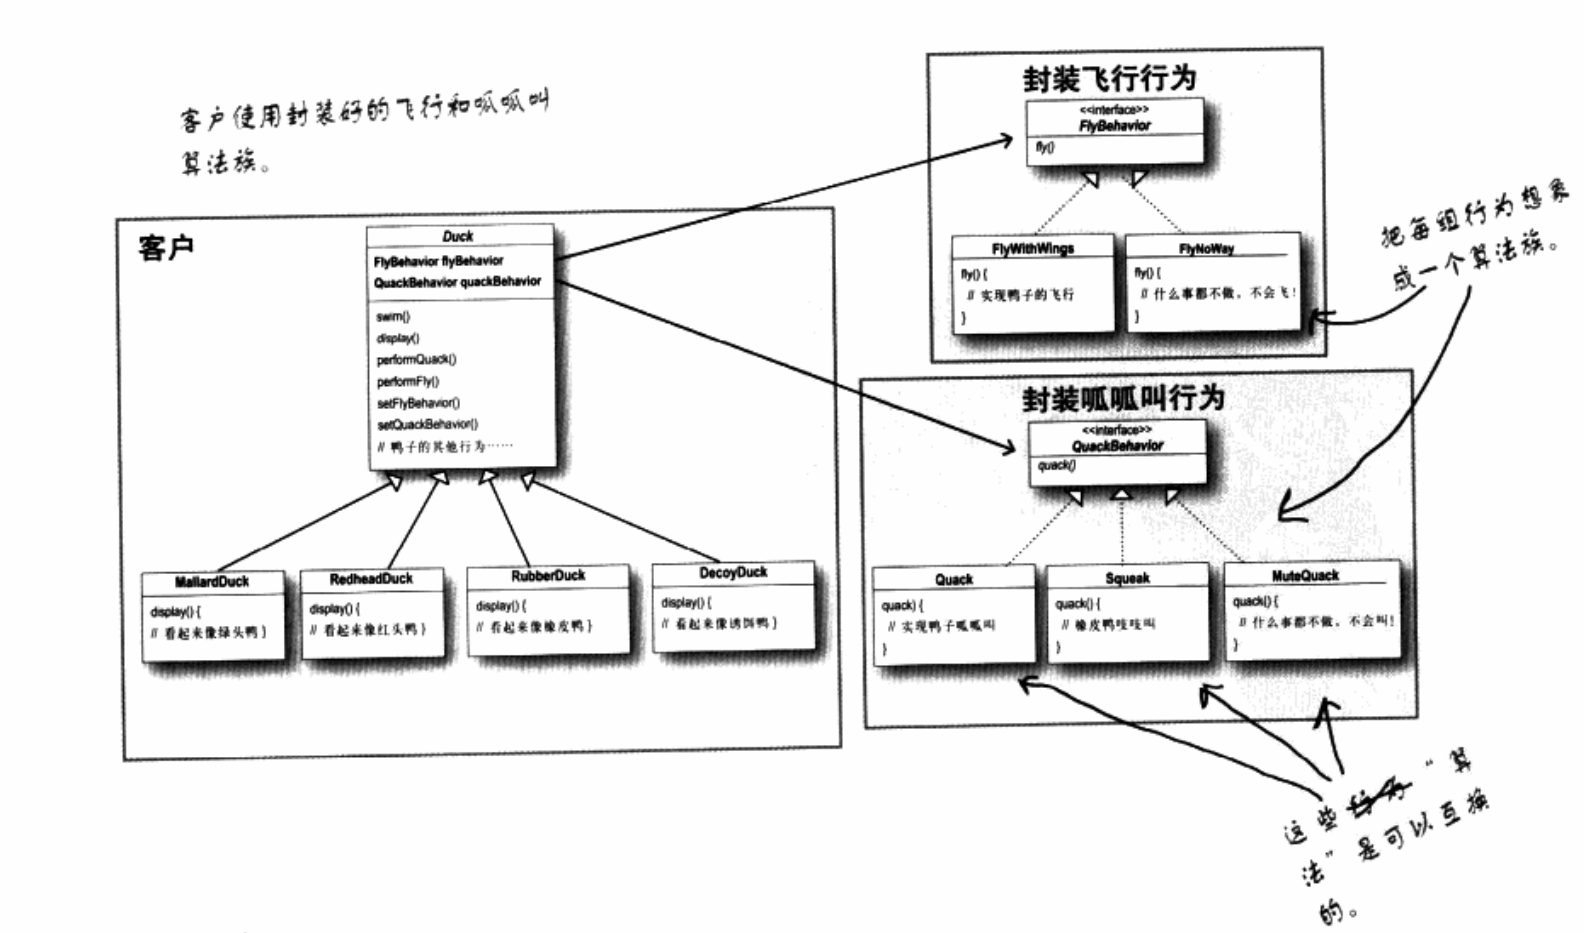 客户使用封装好的飞行和呱呱叫
算法族。
客户
Duck
FlyBehavior flyBehavior
QuackBehavior quackBehavior
swim()
display()
performQuack()
performFly()
setFlyBehavior()
setQuackBehavior()
// 鸭子的其他行为……
MallardDuck
display() {
// 看起来像绿头鸭 }
RedheadDuck
display() {
// 看起来像红头鸭 }
RubberDuck
display() {
// 看起来像橡皮鸭 }
DecoyDuck
display() {
// 看起来像诱饵鸭 }
封装飞行行为
<<interface>>
FlyBehavior
fly()
FlyWithWings
fly() {
// 实现鸭子的飞行
}
FlyNoWay
fly() {
// 什么事都不做，不会飞！
}
把每组行为想象
成一个算法族。
封装呱呱叫行为
<<interface>>
QuackBehavior
quack()
Quack
quack) {
// 实现鸭子呱呱叫
}
Squeak
quack() {
// 橡皮鸭吱吱叫
}
MuteQuack
quack() {
// 什么事都不做，不会叫！
}
这些行为“算
法”是可以互换
的。